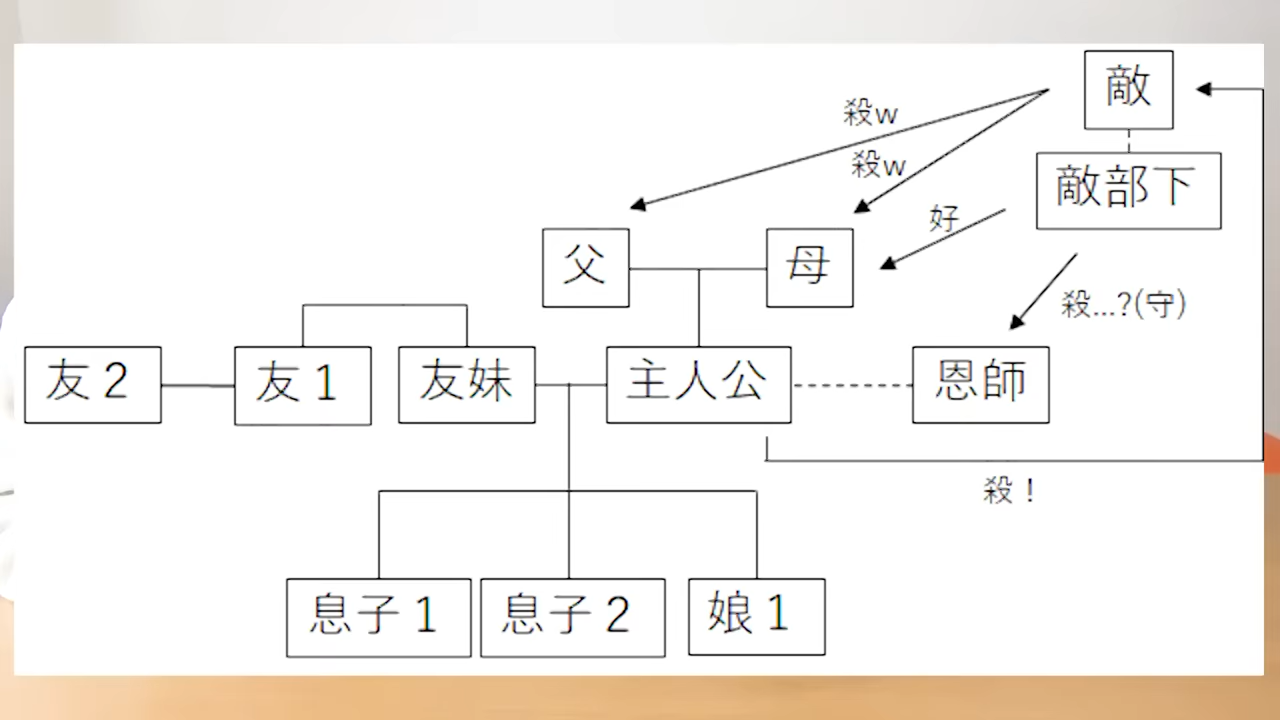 敵
殺w
殺w
敵部下
好
父
母
殺...?(守)
友２
友１
友妹
主人公
恩師
殺！
息子１
息子２
娘１